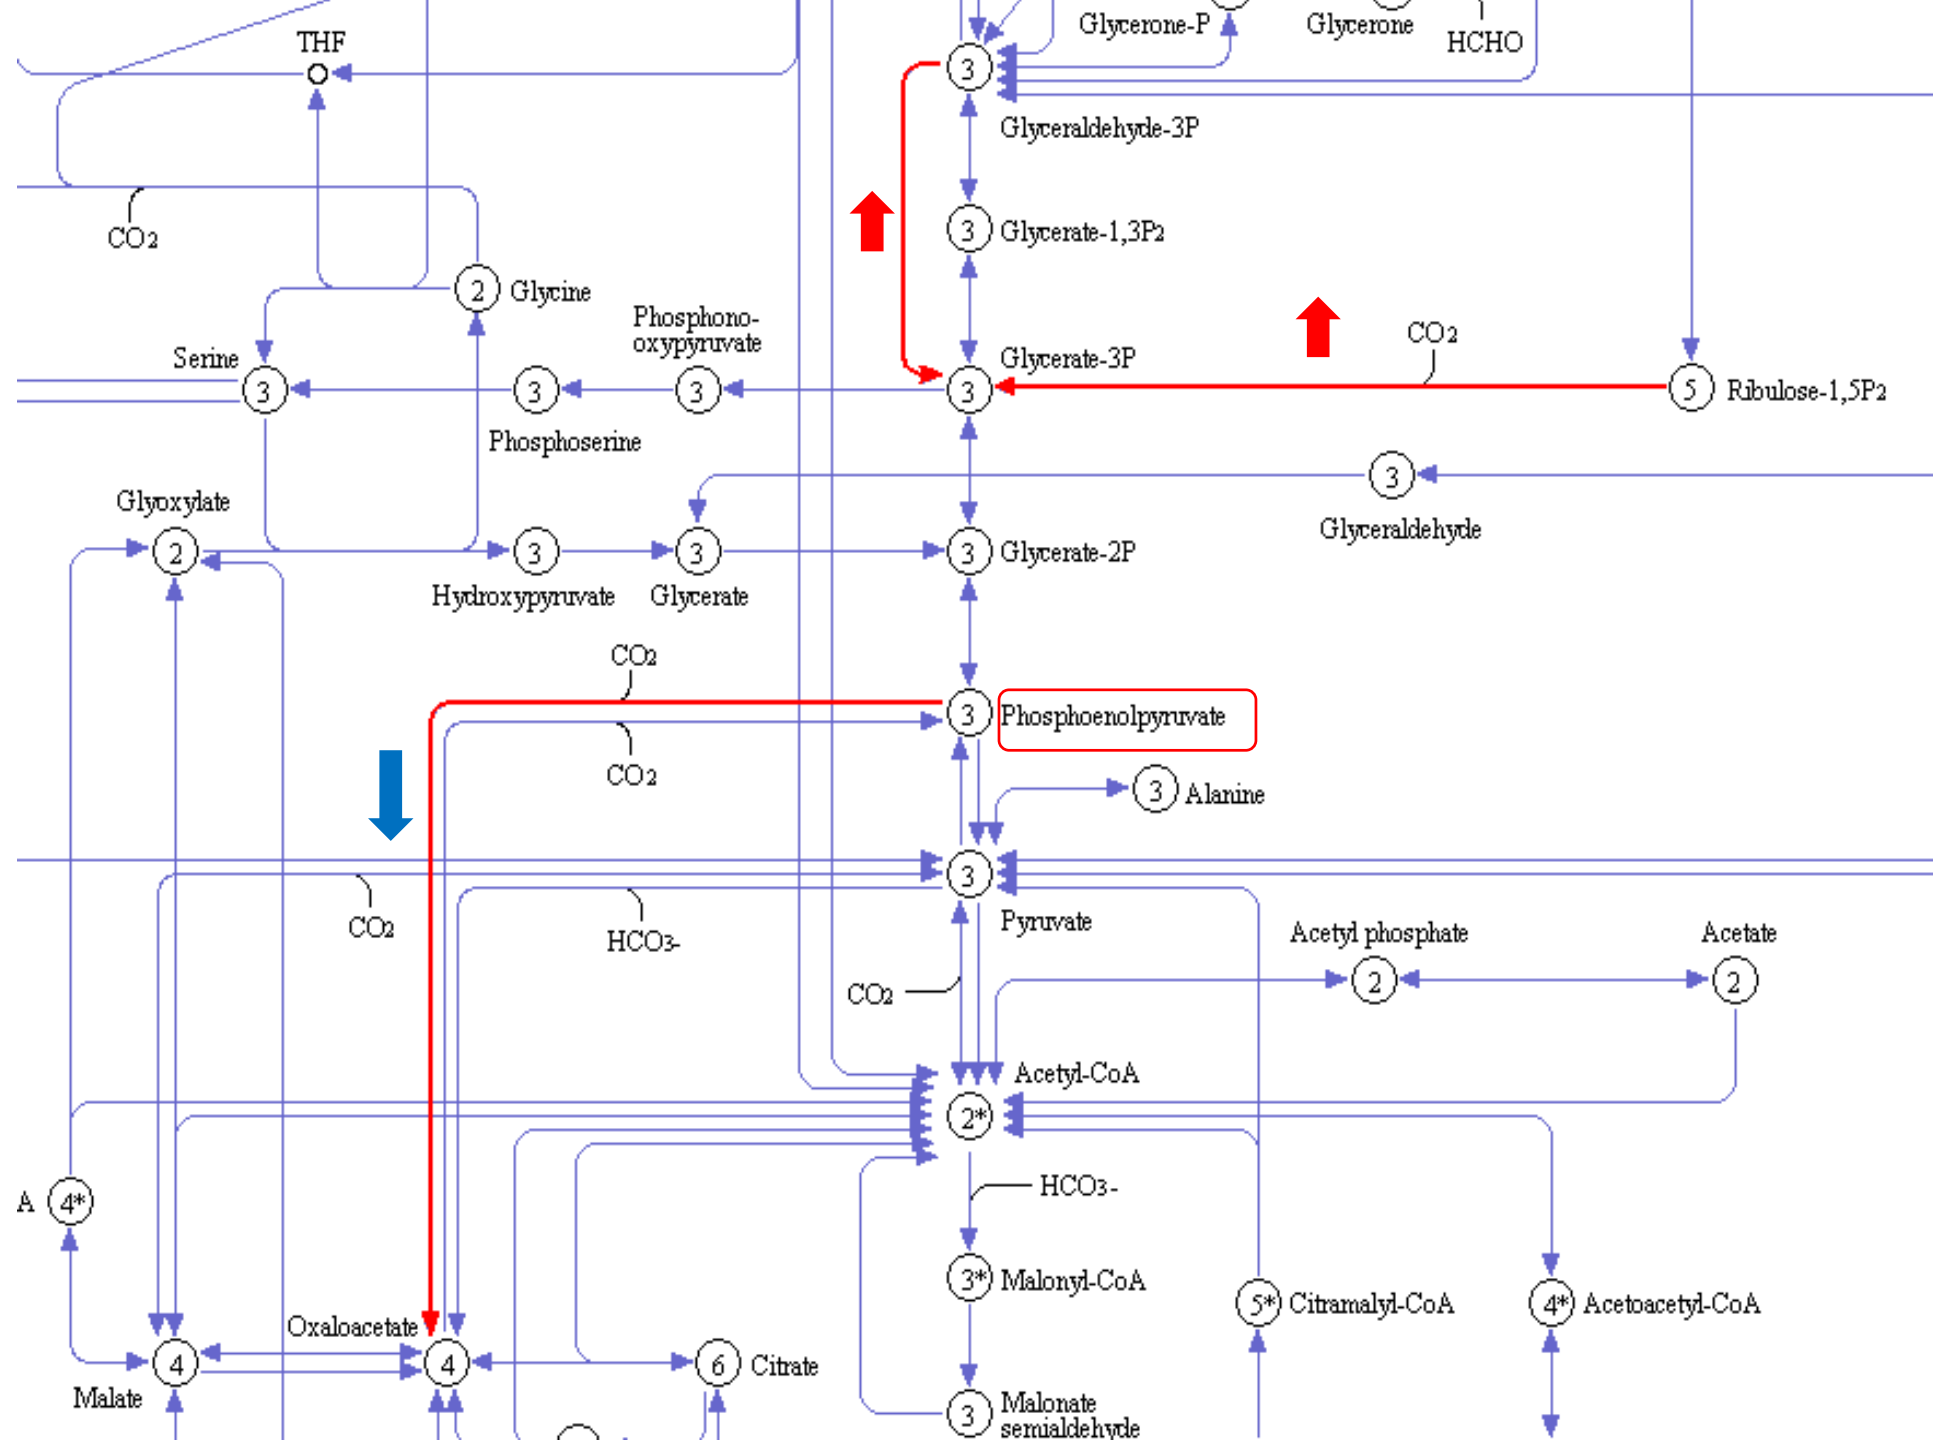 Glycerone-P
Glycerone
HCHO
THF
3
Glyceraldehyde-3P
CO2
3
Glycerate-1,3P2
2
Glycine
Phosphono-
oxypyruvate
CO2
Serine
Glycerate-3P
3
3
3
3
5
Ribulose-1,5P2
Phosphoserine
3
Glyceraldehyde
Glyoxylate
2
3
3
3
Glycerate-2P
Hydroxypyruvate
Glycerate
CO2
3
Phosphoenolpyruvate
CO2
3
Alanine
3
Pyruvate
CO2
HCO3-
Acetyl phosphate
Acetate
2
2
CO2
Acetyl-CoA
2*
HCO3-
A
4*
3*
Malonyl-CoA
5*
Citramalyl-CoA
4*
Acetoacetyl-CoA
Oxaloacetate
4
4
6
Citrate
Malate
3
Malonate
semialdehyde